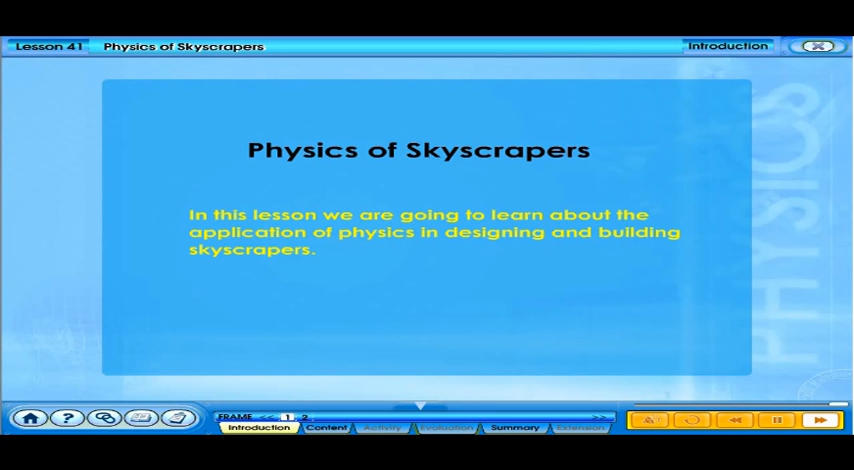 Lesson 41 Physics of Skyscrapers Introduction
Physics of Skyscrapers
In this lesson we are going to learn about the
application of physics in designing and building
skyscrapers.
PHYSICS
FRAME << 1 2 >>
Introduction Content Activity Evaluation Summary Extension